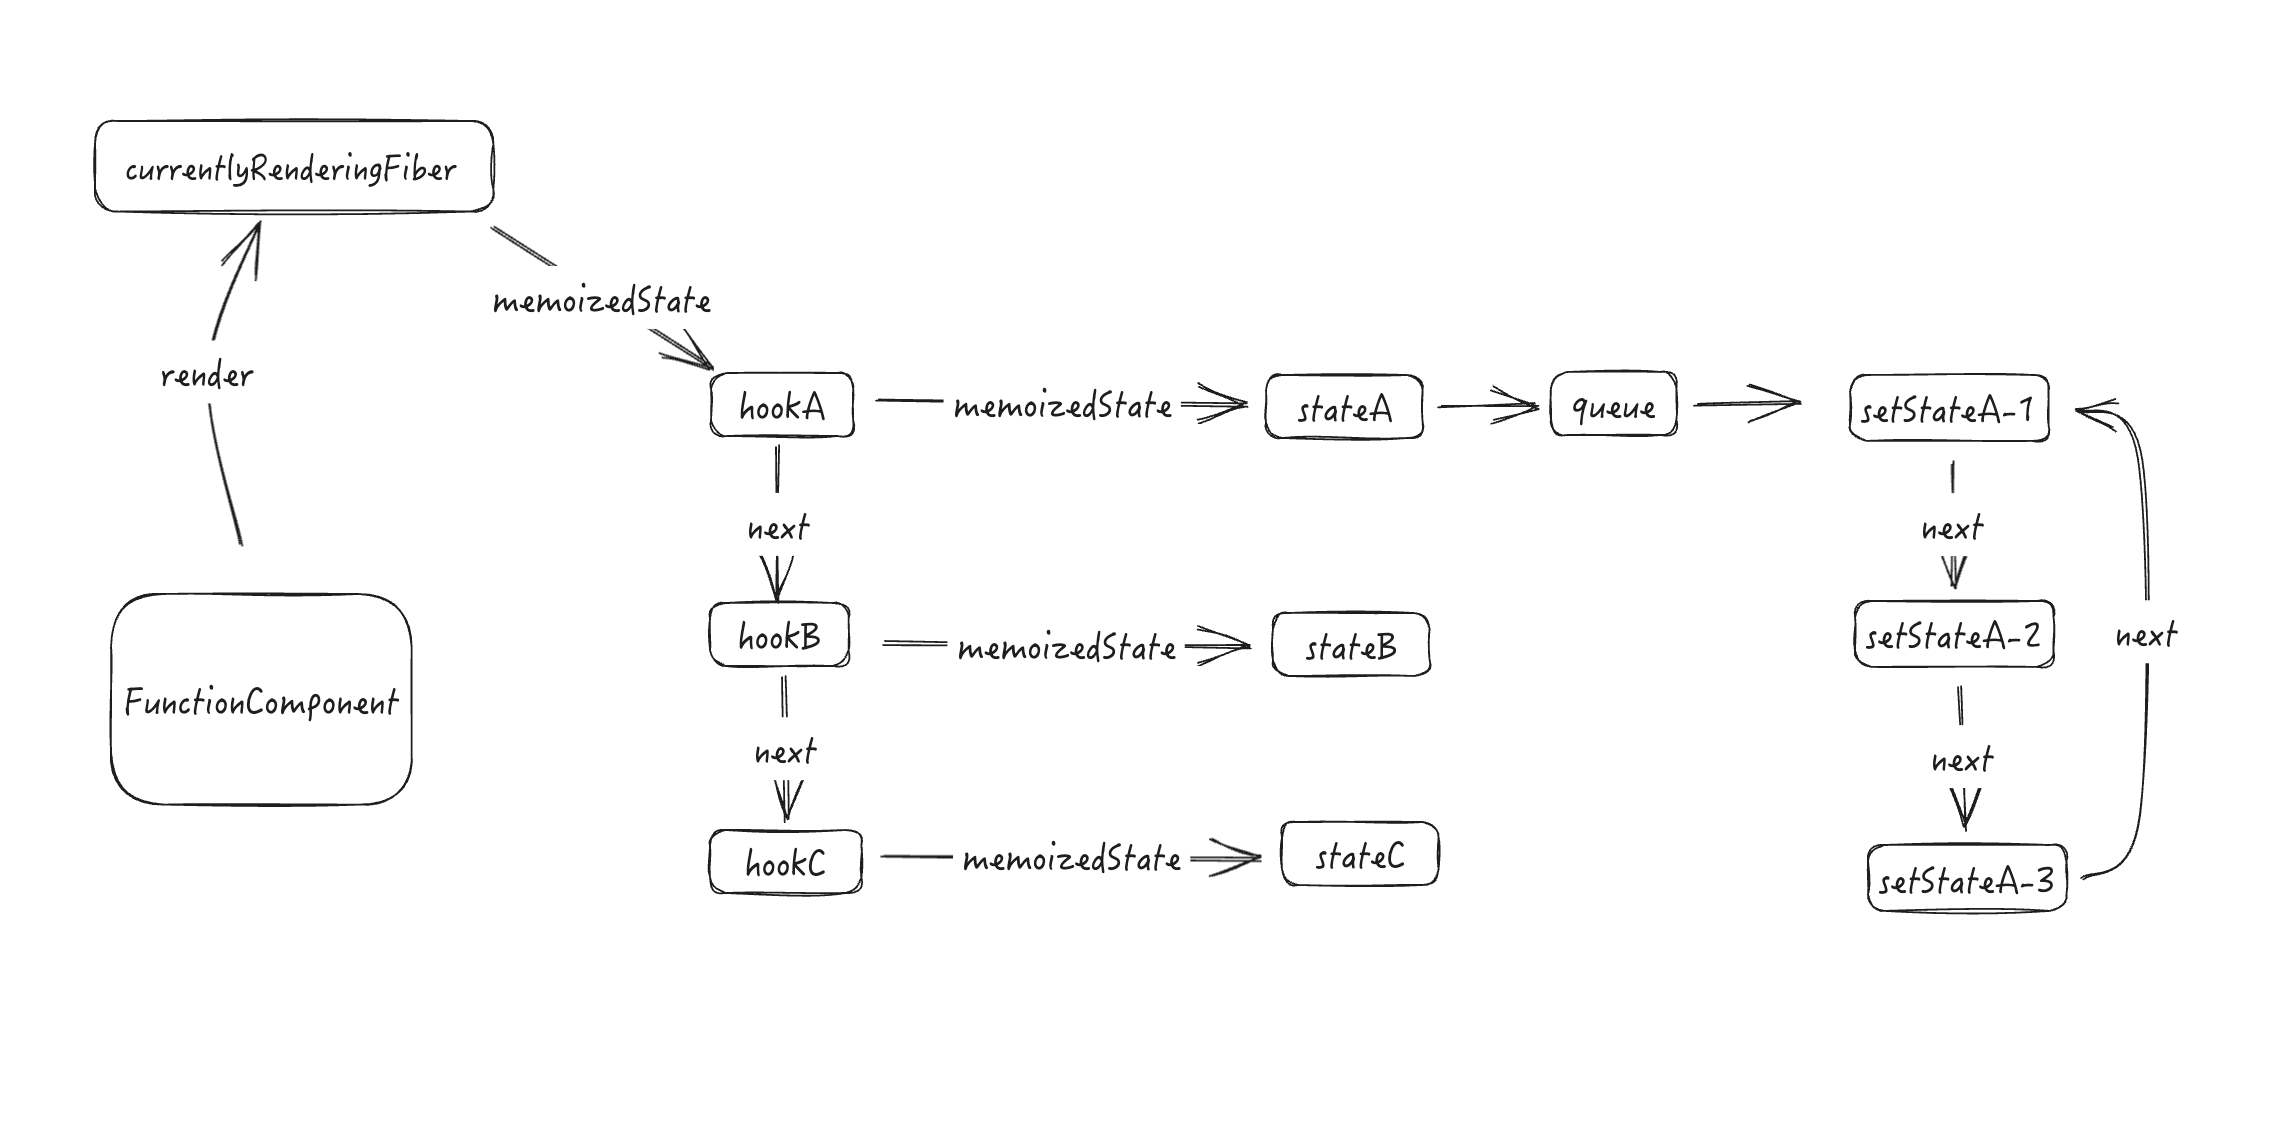 currentlyRenderingFiber
memoizedState
render
hookA
memoizedState
stateA
queue
setStateA-1
next
next
hookB
memoizedState
stateB
setStateA-2
next
FunctionComponent
next
next
hookC
memoizedState
stateC
setStateA-3